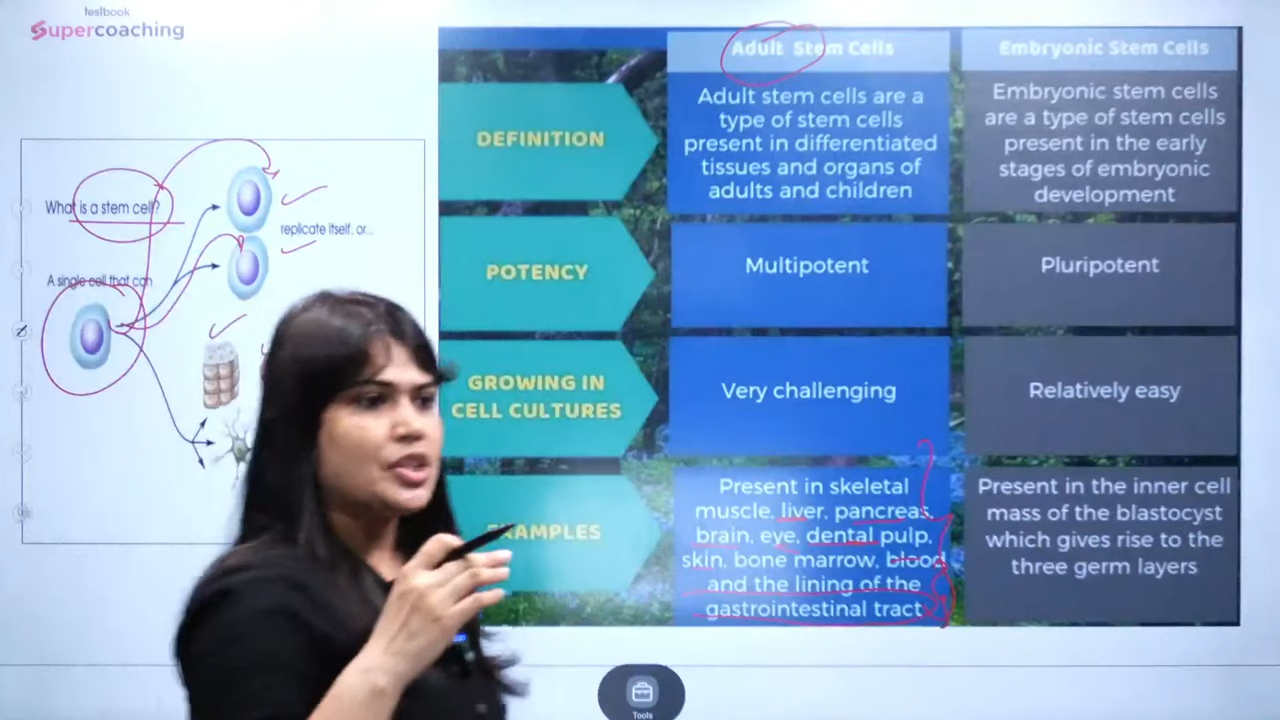 testbook
Supercoaching
What is a stem cell?
A single cell that can
replicate itself, or...
Adult Stem Cells
Embryonic Stem Cells
DEFINITION
Adult stem cells are a
type of stem cells
present in differentiated
tissues and organs of
adults and children
Embryonic stem cells
are a type of stem cells
present in the early
stages of embryonic
development
POTENCY
Multipotent
Pluripotent
GROWING IN
CELL CULTURES
Very challenging
Relatively easy
EXAMPLES
Present in skeletal
muscle, liver, pancreas,
brain, eye, dental pulp,
skin, bone marrow, blood
and the lining of the
gastrointestinal tract
Present in the inner cell
mass of the blastocyst
which gives rise to the
three germ layers
Tools